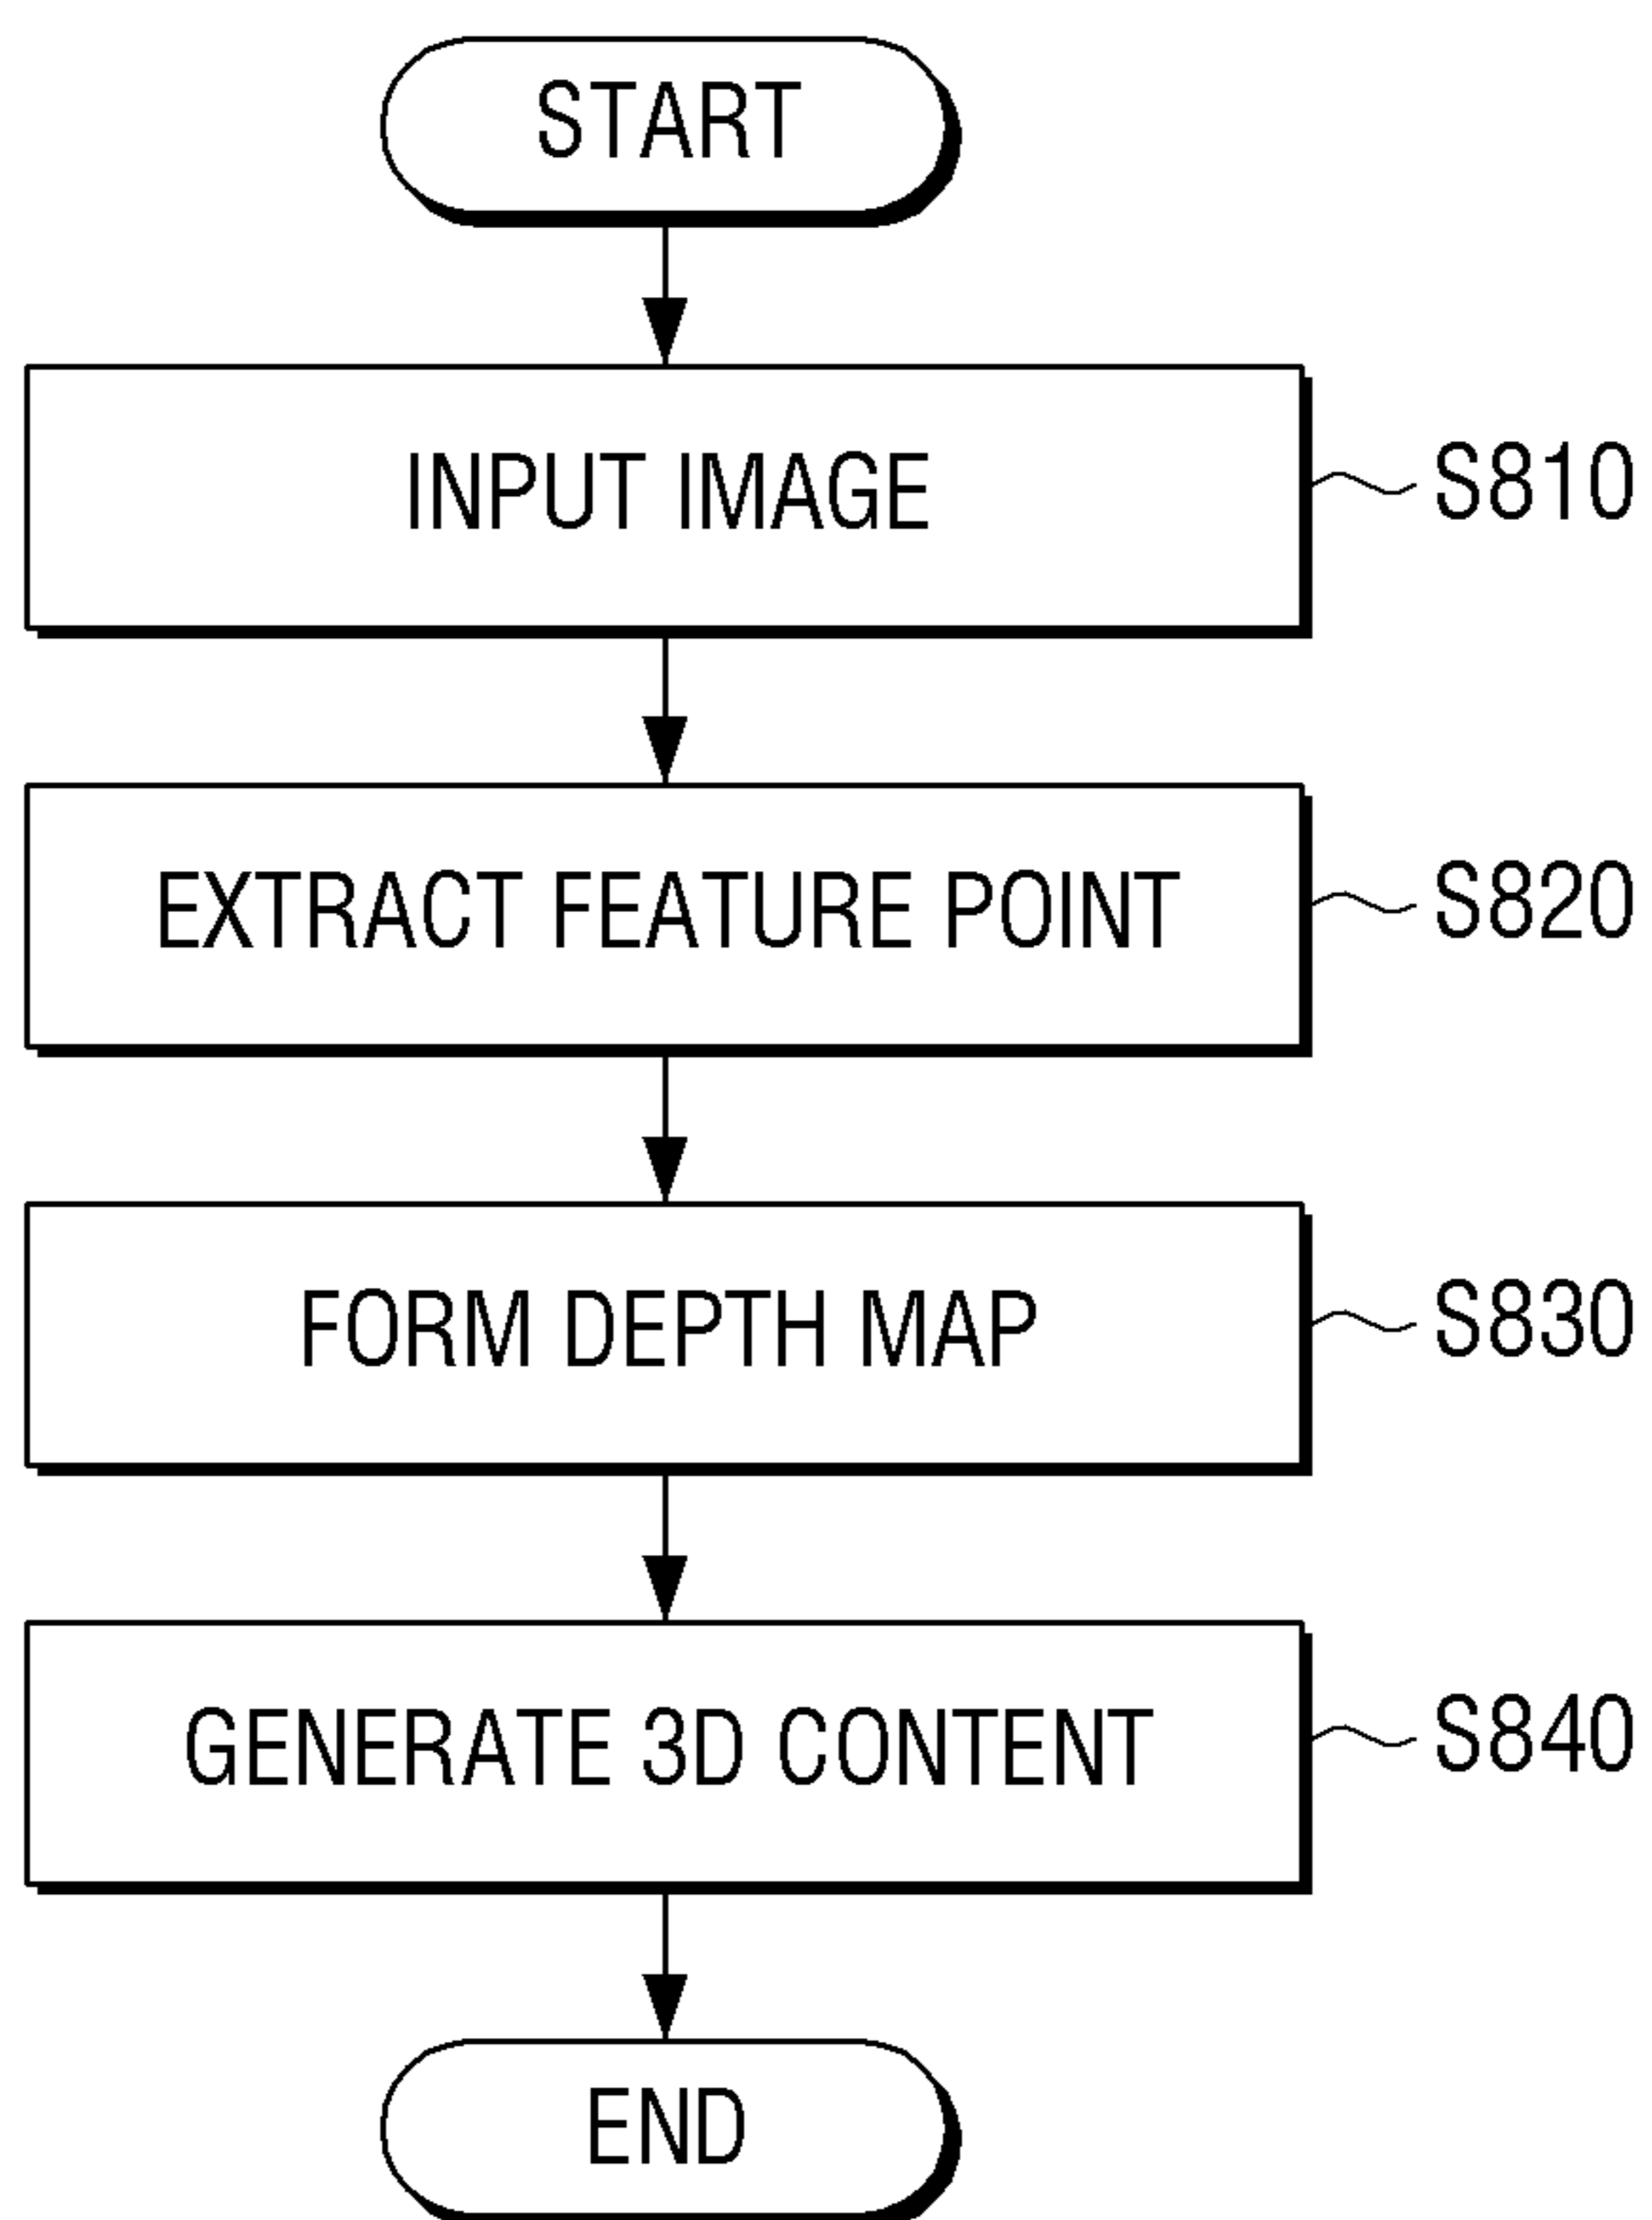 START
INPUT IMAGE
S810
EXTRACT FEATURE POINT
S820
FORM DEPTH MAP
S830
GENERATE 3D CONTENT
S840
END